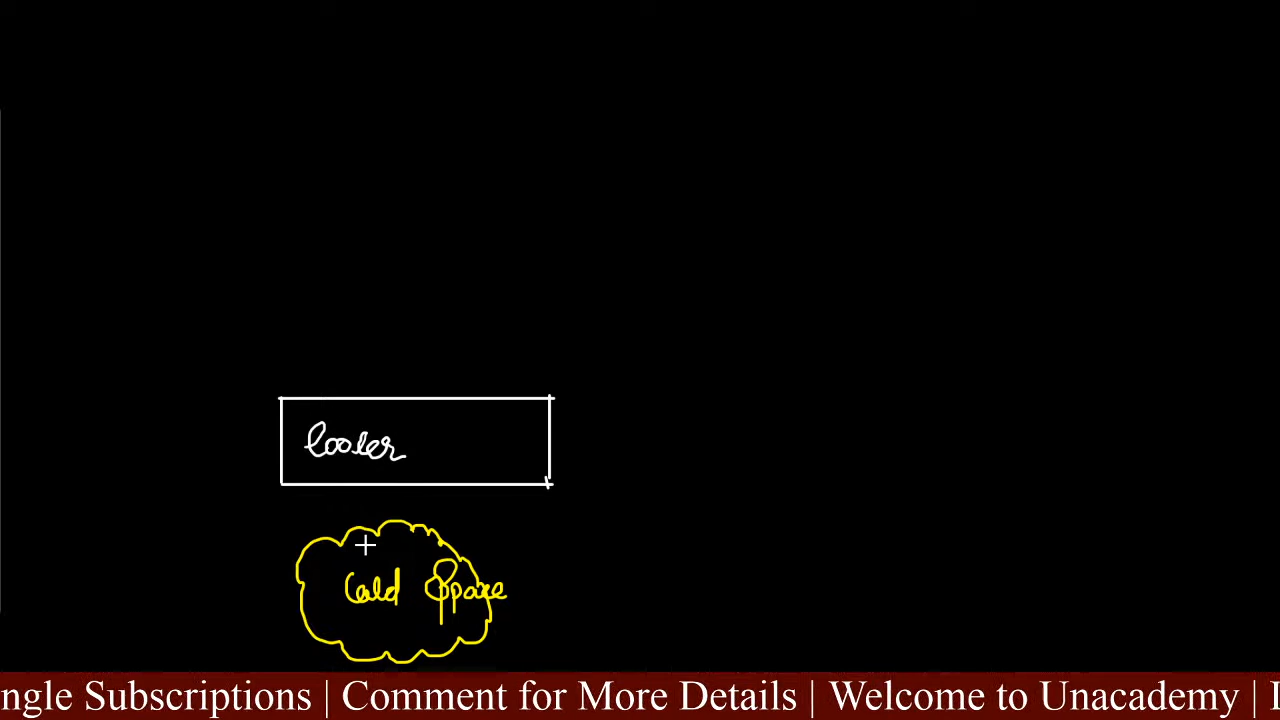 Cooler
Cold Space
ngle Subscriptions | Comment for More Details | Welcome to Unacademy |